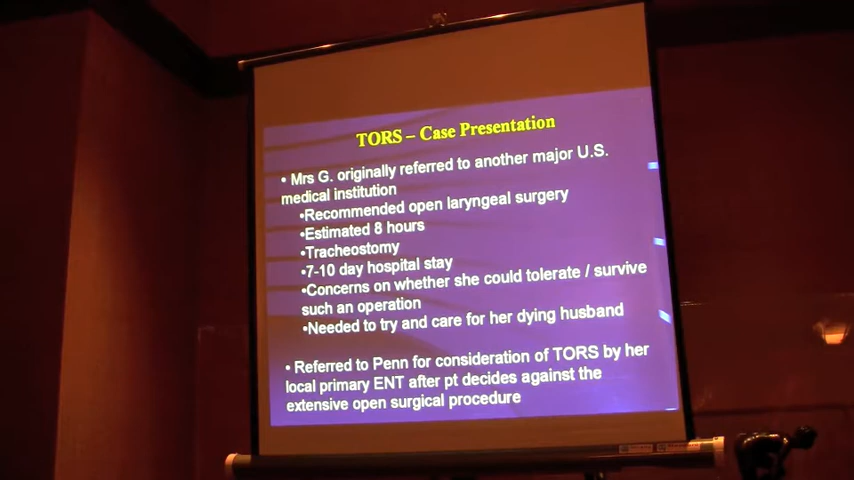 TORS – Case Presentation
• Mrs G. originally referred to another major U.S.
medical institution
•Recommended open laryngeal surgery
•Estimated 8 hours
•Tracheostomy
•7-10 day hospital stay
•Concerns on whether she could tolerate / survive
such an operation
•Needed to try and care for her dying husband
• Referred to Penn for consideration of TORS by her
local primary ENT after pt decides against the
extensive open surgical procedure